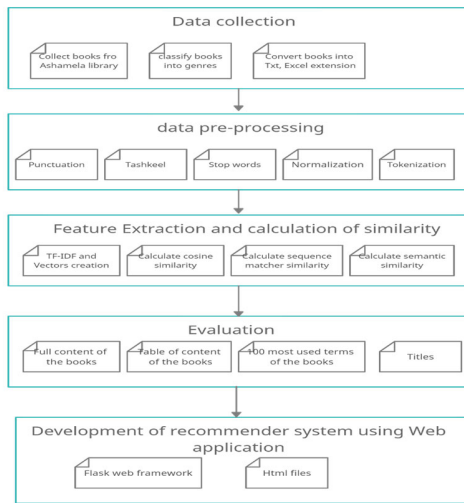 Data collection
Collect books fro
Ashamela library
classify books
into genres
Convert books into
Txt, Excel extension
data pre-processing
Punctuation
Tashkeel
Stop words
Normalization
Tokenization
Feature Extraction and calculation of similarity
TF-IDF and
Vectors creation
Calculate cosine
similarity
Calculate sequence
matcher similarity
Calculate semantic
similarity
Evaluation
Full content of
the books
Table of content
of the books
100 most used terms
of the books
Titles
Development of recommender system using Web
application
Flask web framework
Html files